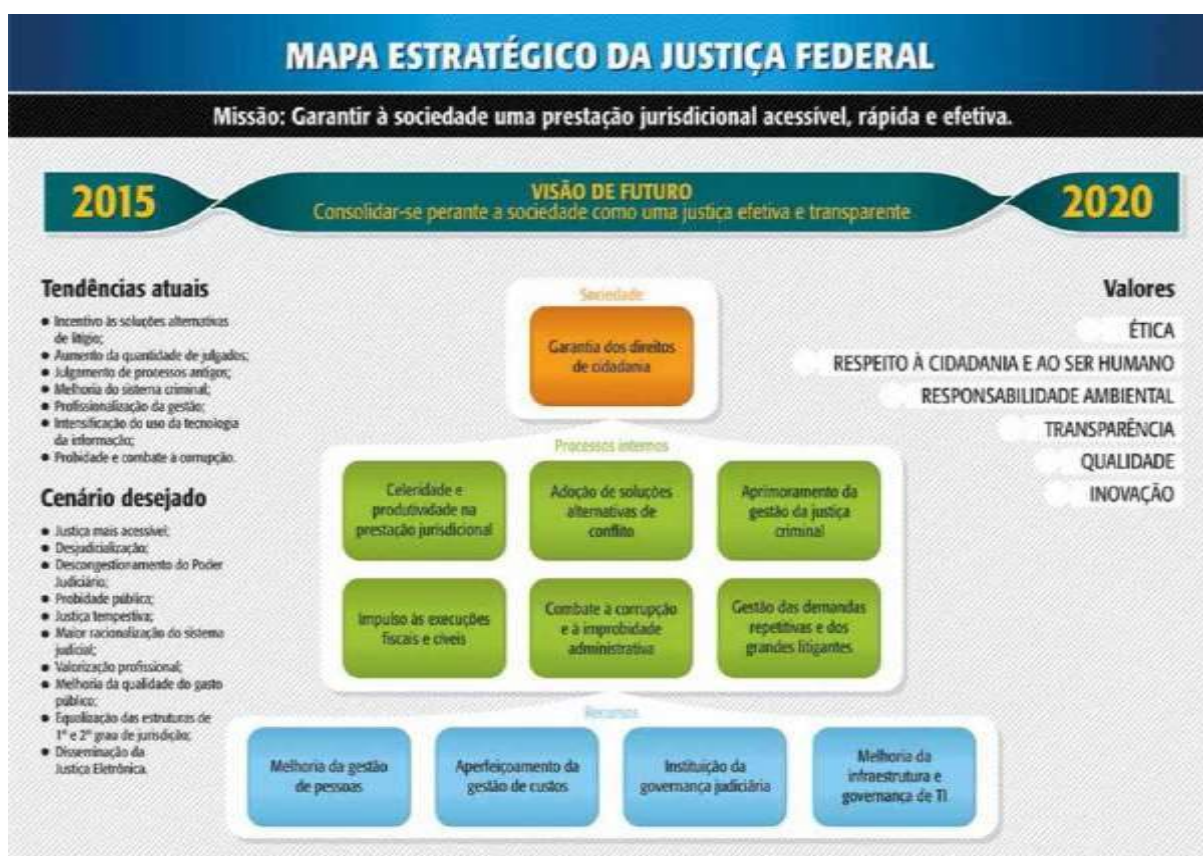 MAPA ESTRATÉGICO DA JUSTIÇA FEDERAL
Missão: Garantir à sociedade uma prestação jurisdicional acessível, rápida e efetiva.
2015
VISÃO DE FUTURO
Consolidar-se perante a sociedade como uma justiça efetiva e transparente
2020
Tendências atuais
• Incentivo às soluções alternativas
de litígio;
• Aumento da quantidade de julgados;
• Julgamento de processos antigos;
• Melhoria do sistema criminal;
• Profissionalização da gestão;
• Intensificação do uso da tecnologia
da informação;
• Probidade e combate a corrupção.
Cenário desejado
• Justiça mais acessível;
• Desjudicialização;
• Descongestionamento do Poder
Judiciário;
• Probidade pública;
• Justiça tempestiva;
• Maior racionalização do sistema
judicial;
• Valorização profissional;
• Melhoria da qualidade do gasto
público;
• Equalização das estruturas de
1º e 2º grau de jurisdição;
• Disseminação da
Justiça Eletrônica.
Sociedade
Garantia dos direitos
de cidadania
Processos internos
Celeridade e
produtividade na
prestação jurisdicional
Adoção de soluções
alternativas de
conflito
Aprimoramento da
gestão da justiça
criminal
Impulso às execuções
fiscais e cíveis
Combate a corrupção
e à improbidade
administrativa
Gestão das demandas
repetitivas e dos
grandes litigantes
Recursos
Melhoria da gestão
de pessoas
Aperfeiçoamento da
gestão de custos
Instituição da
governança judiciária
Melhoria da
infraestrutura e
governança de TI
Valores
ÉTICA
RESPEITO À CIDADANIA E AO SER HUMANO
RESPONSABILIDADE AMBIENTAL
TRANSPARÊNCIA
QUALIDADE
INOVAÇÃO